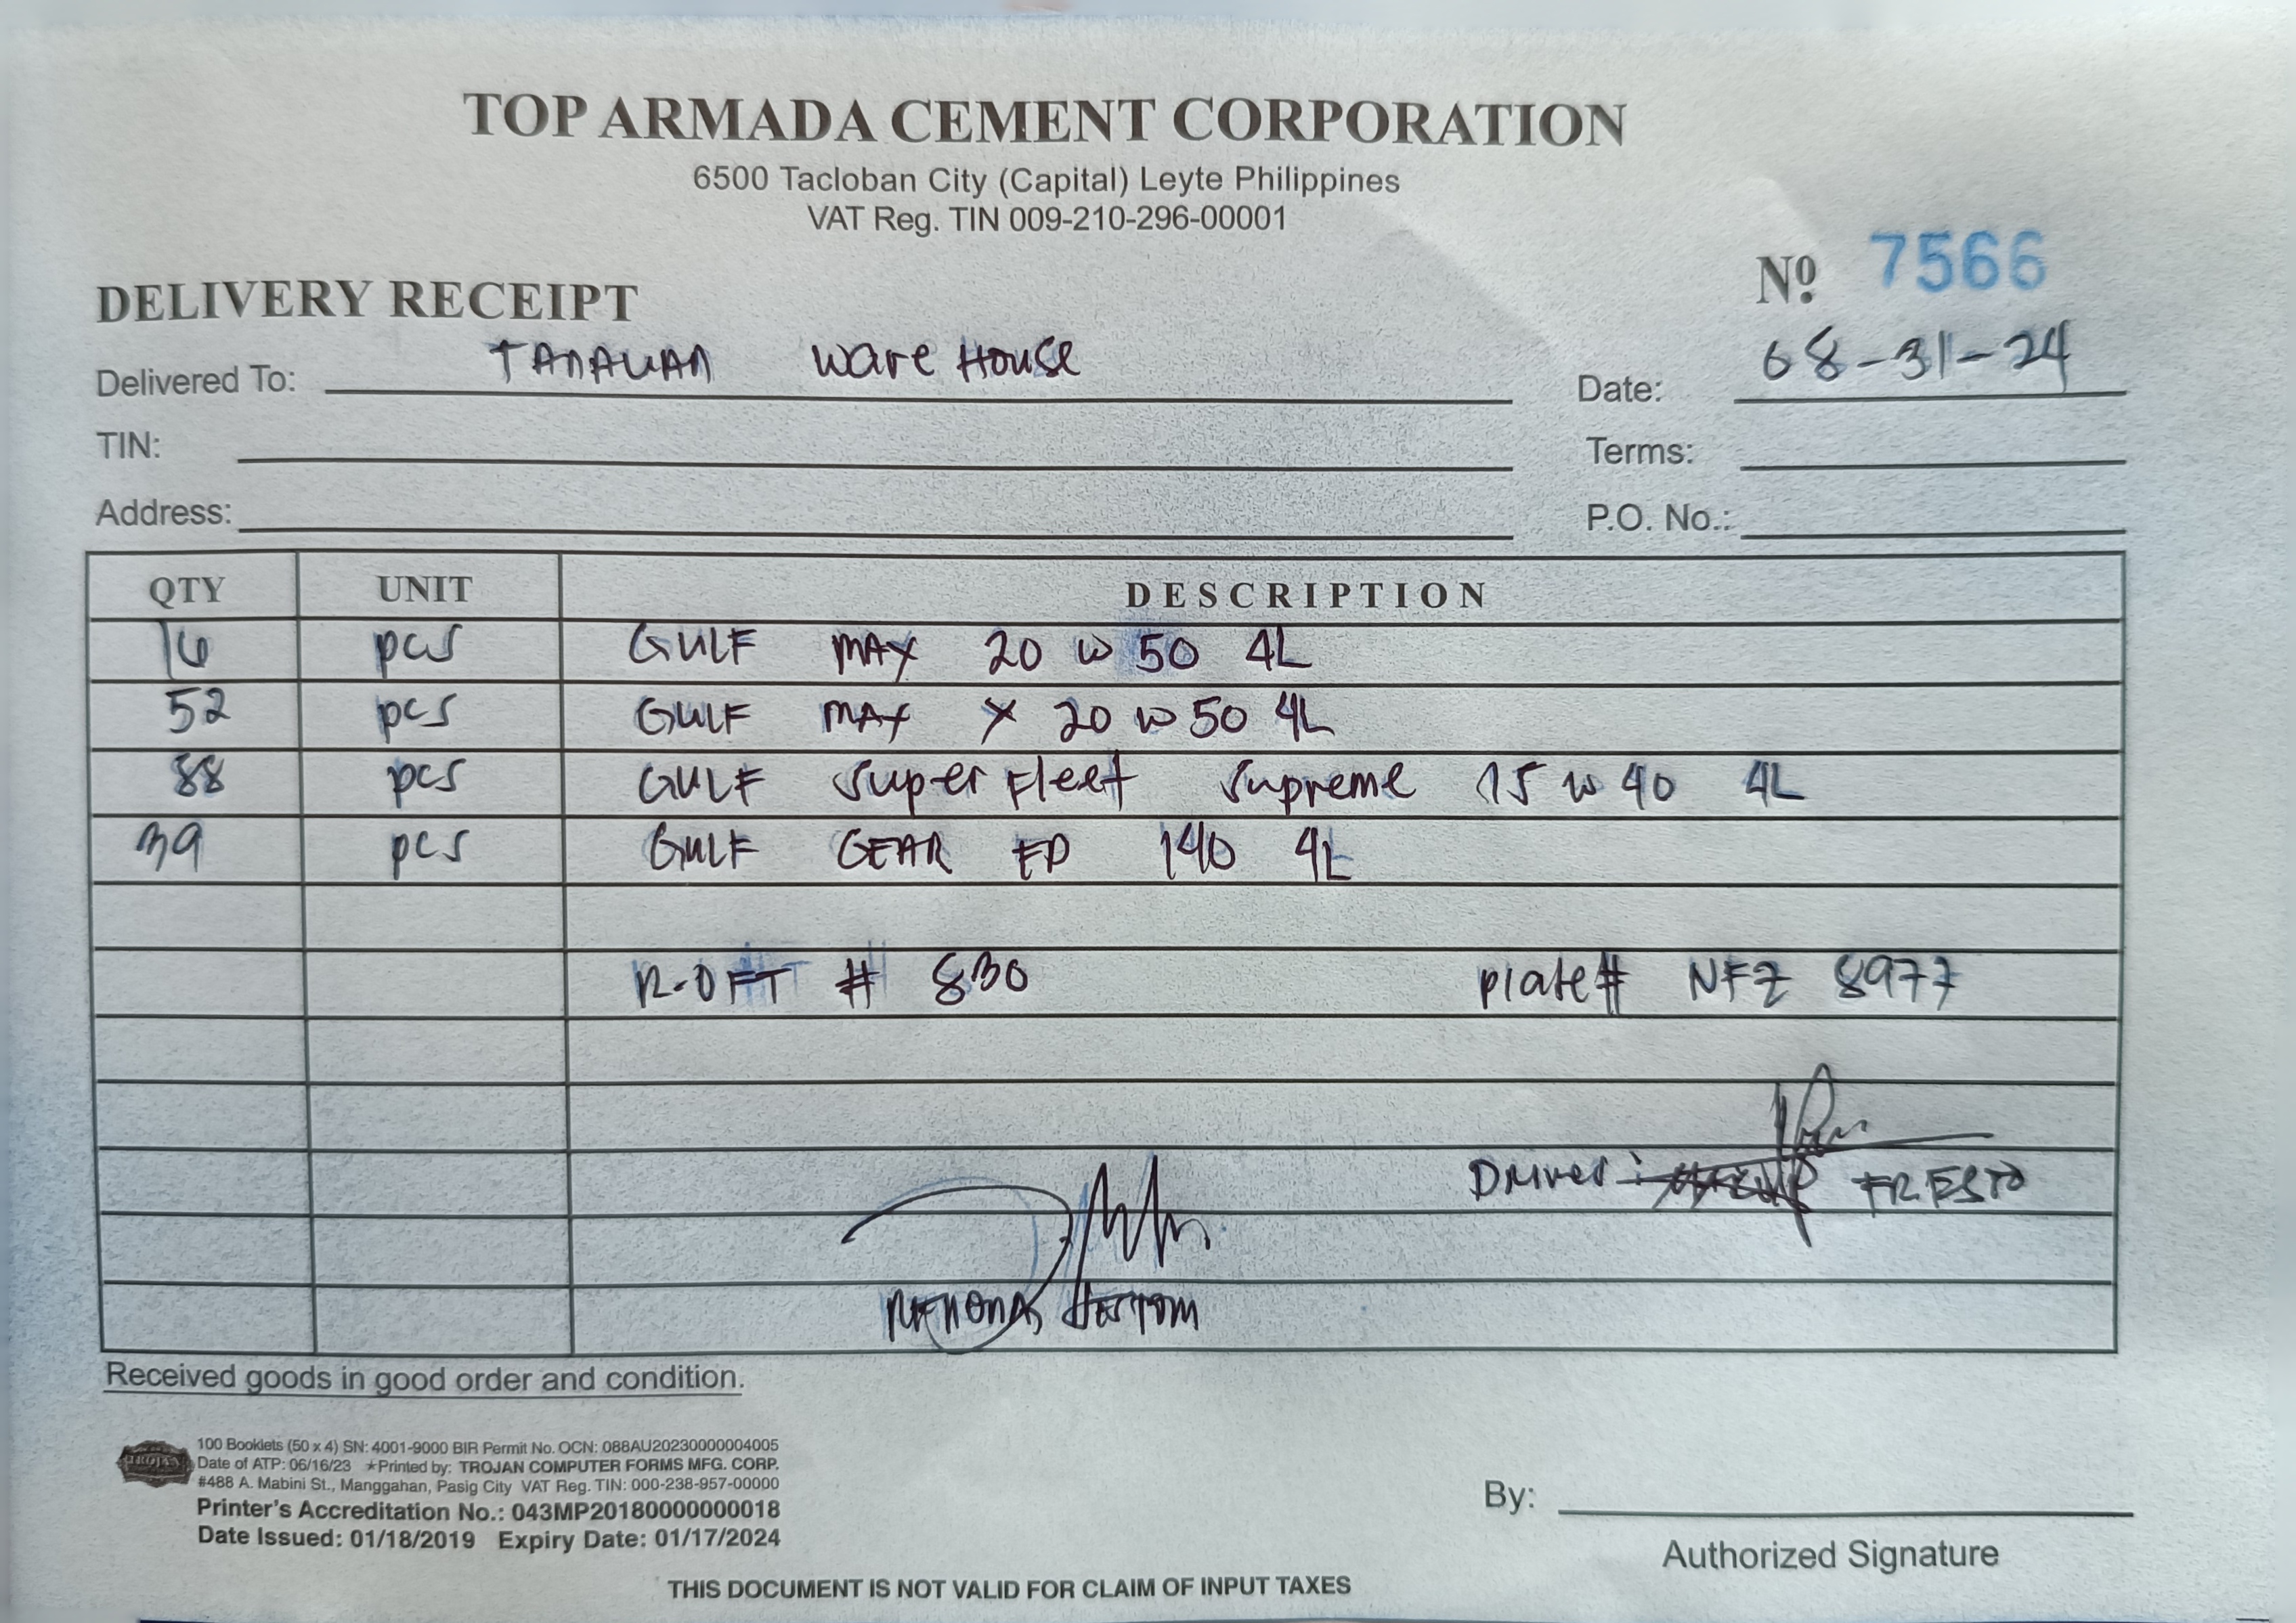 TOP ARMADA CEMENT CORPORATION
6500 Tacloban City (Capital) Leyte Philippines
VAT Reg. TIN 009-210-296-00001
DELIVERY RECEIPT
Nº 7566
Delivered To: TANAUAN Ware House
Date: 08-31-24
TIN:
Terms:
Address:
P.O. No.:
QTY UNIT DESCRIPTION
16 pcs GULF MAX 20 W 50 4L
52 pcs GULF MAX X 20 W 50 4L
88 pcs GULF Super Fleet Supreme 15 W 40 4L
39 pcs GULF GEAR EP 140 4L
R-OFT # 830 plate# NFZ 8977
Driver: FRESTO
Received goods in good order and condition.
TROJAN
100 Booklets (50 x 4) SN: 4001-9000 BIR Permit No. OCN: 088AU20230000004005
Date of ATP: 06/16/23 ★Printed by: TROJAN COMPUTER FORMS MFG. CORP.
#488 A. Mabini St., Manggahan, Pasig City VAT Reg. TIN: 000-238-957-00000
Printer's Accreditation No.: 043MP20180000000018
Date Issued: 01/18/2019 Expiry Date: 01/17/2024
By:
Authorized Signature
THIS DOCUMENT IS NOT VALID FOR CLAIM OF INPUT TAXES